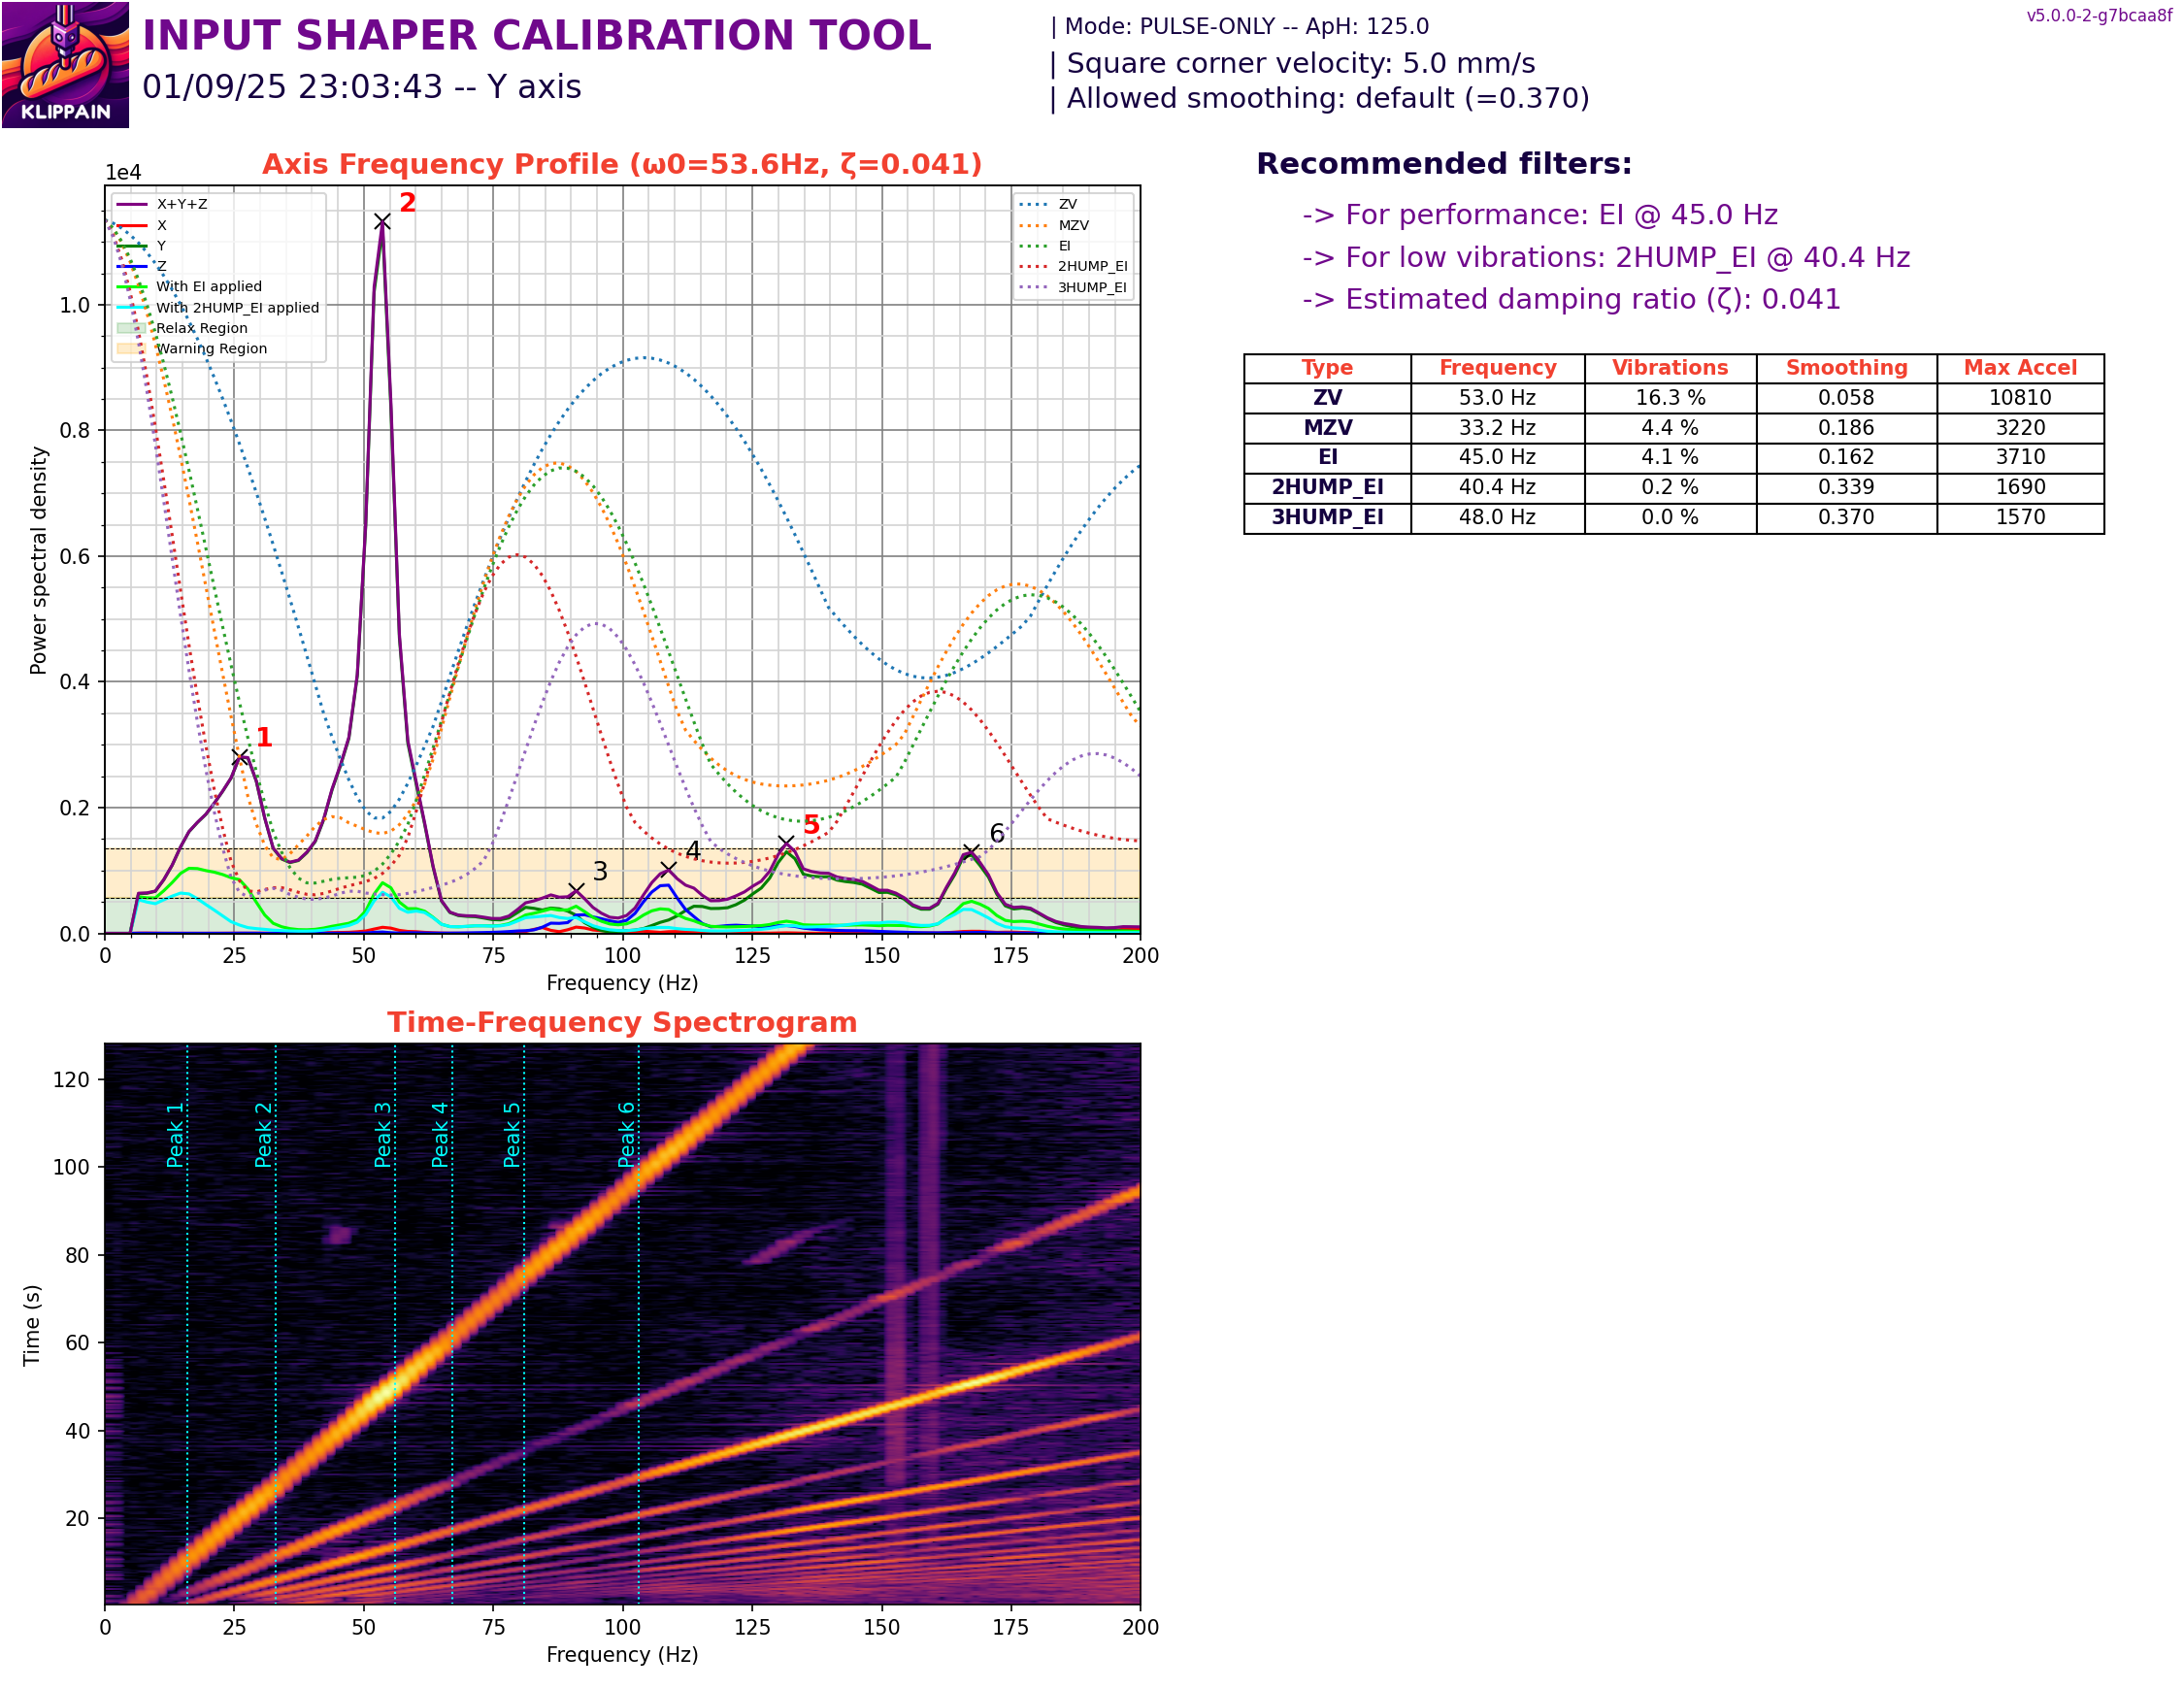 v5.0.0-2-g7bcaa8f
KLIPPAIN
INPUT SHAPER CALIBRATION TOOL
01/09/25 23:03:43 -- Y axis
| Mode: PULSE-ONLY -- ApH: 125.0
| Square corner velocity: 5.0 mm/s
| Allowed smoothing: default (=0.370)
Axis Frequency Profile (ω0=53.6Hz, ζ=0.041)
1e4
X+Y+Z
X
Y
Z
With EI applied
With 2HUMP_EI applied
Relax Region
Warning Region
ZV
MZV
EI
2HUMP_EI
3HUMP_EI
1
2
3
4
5
6
Power spectral density
1.0
0.8
0.6
0.4
0.2
0.0
0 25 50 75 100 125 150 175 200
Frequency (Hz)
Recommended filters:
-> For performance: EI @ 45.0 Hz
-> For low vibrations: 2HUMP_EI @ 40.4 Hz
-> Estimated damping ratio (ζ): 0.041
Type Frequency Vibrations Smoothing Max Accel
ZV 53.0 Hz 16.3 % 0.058 10810
MZV 33.2 Hz 4.4 % 0.186 3220
EI 45.0 Hz 4.1 % 0.162 3710
2HUMP_EI 40.4 Hz 0.2 % 0.339 1690
3HUMP_EI 48.0 Hz 0.0 % 0.370 1570
Time-Frequency Spectrogram
Peak 1
Peak 2
Peak 3
Peak 4
Peak 5
Peak 6
Time (s)
120
100
80
60
40
20
0 25 50 75 100 125 150 175 200
Frequency (Hz)